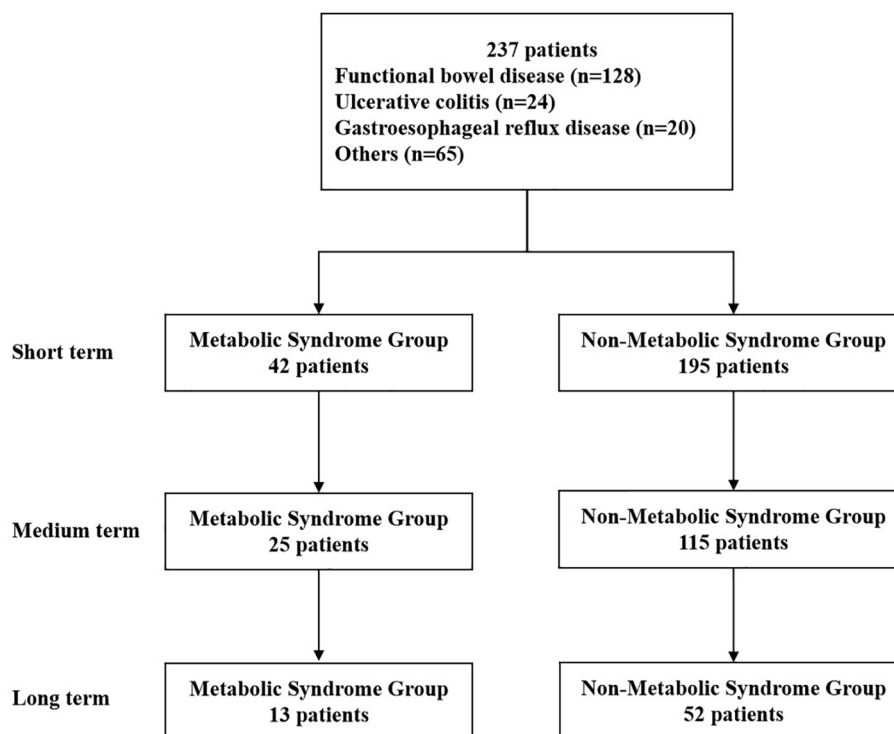 237 patients
Functional bowel disease (n=128)
Ulcerative colitis (n=24)
Gastroesophageal reflux disease (n=20)
Others (n=65)
Short term
Metabolic Syndrome Group
42 patients
Non-Metabolic Syndrome Group
195 patients
Medium term
Metabolic Syndrome Group
25 patients
Non-Metabolic Syndrome Group
115 patients
Long term
Metabolic Syndrome Group
13 patients
Non-Metabolic Syndrome Group
52 patients